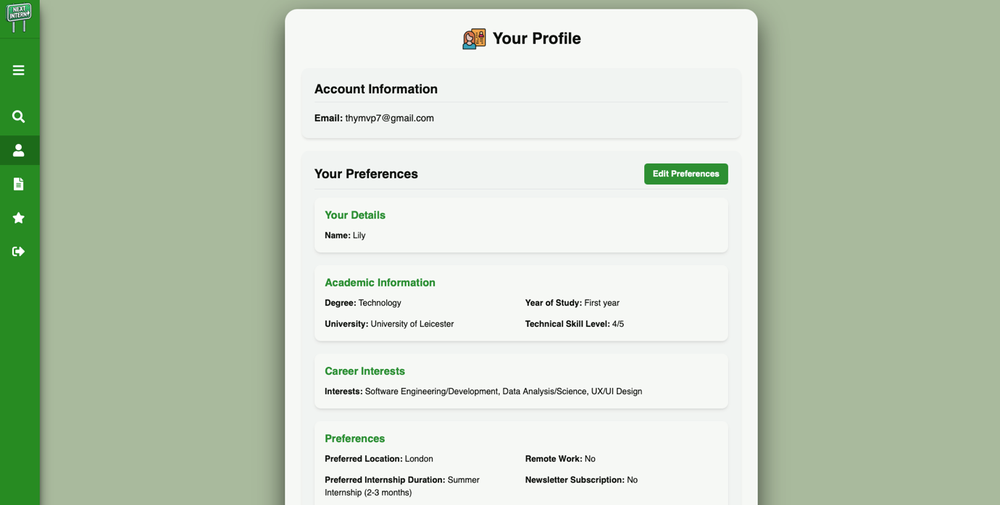 NEXT
INTERN
Your Profile
Account Information
Email: thymvp7@gmail.com
Your Preferences
Edit Preferences
Your Details
Name: Lily
Academic Information
Degree: Technology
Year of Study: First year
University: University of Leicester
Technical Skill Level: 4/5
Career Interests
Interests: Software Engineering/Development, Data Analysis/Science, UX/UI Design
Preferences
Preferred Location: London
Remote Work: No
Preferred Internship Duration: Summer
Internship (2-3 months)
Newsletter Subscription: No